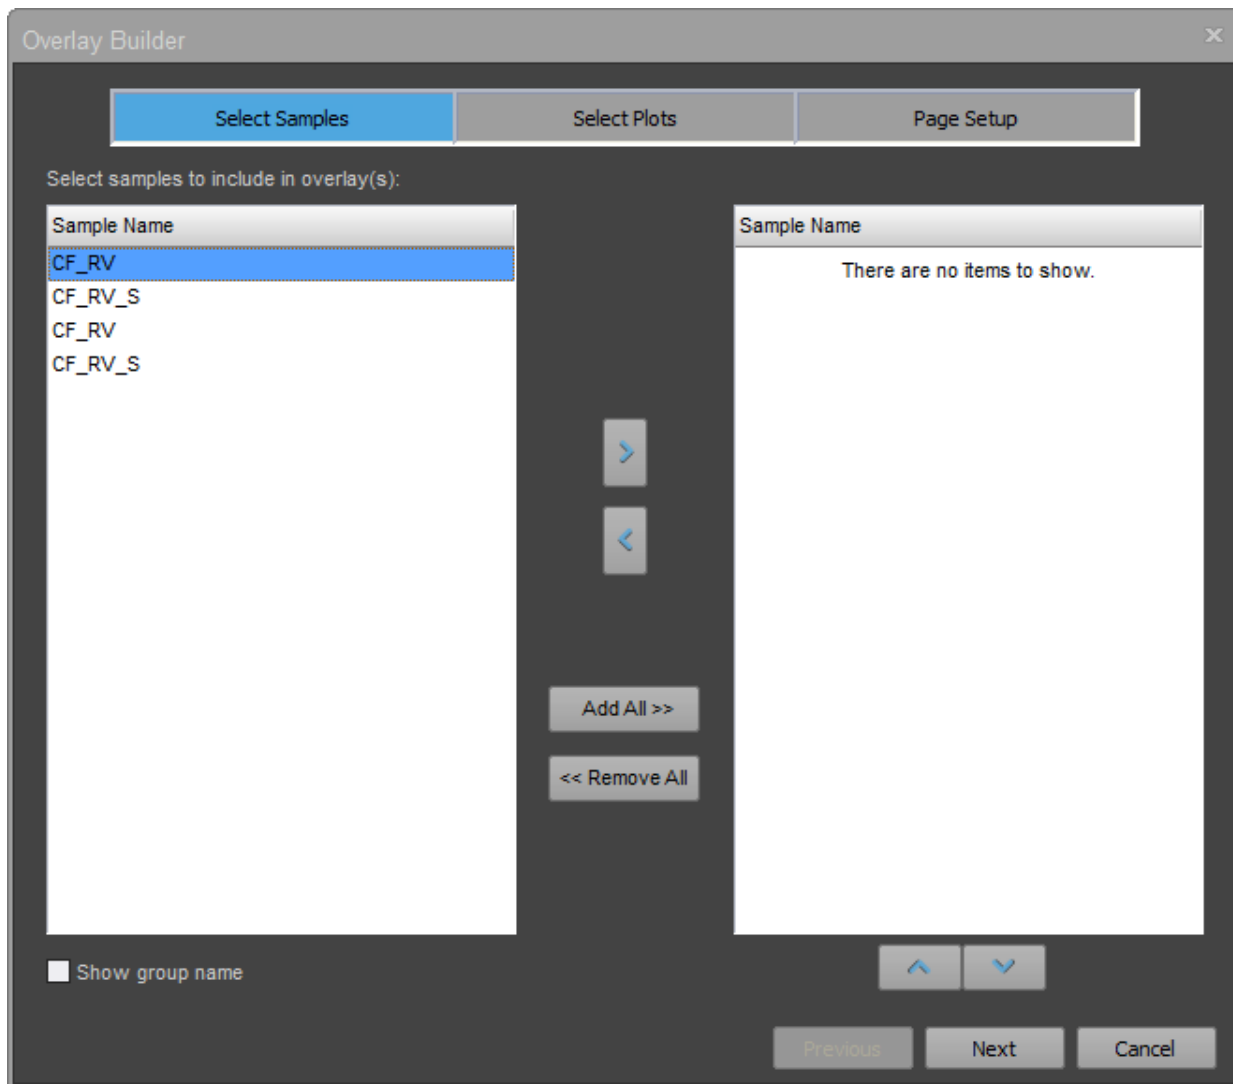 Overlay Builder
Select Samples
Select Plots
Page Setup
Select samples to include in overlay(s):
Sample Name
CF_RV
CF_RV_S
CF_RV
CF_RV_S
>
<
Add All >>
<< Remove All
Sample Name
There are no items to show.
Show group name
Previous
Next
Cancel